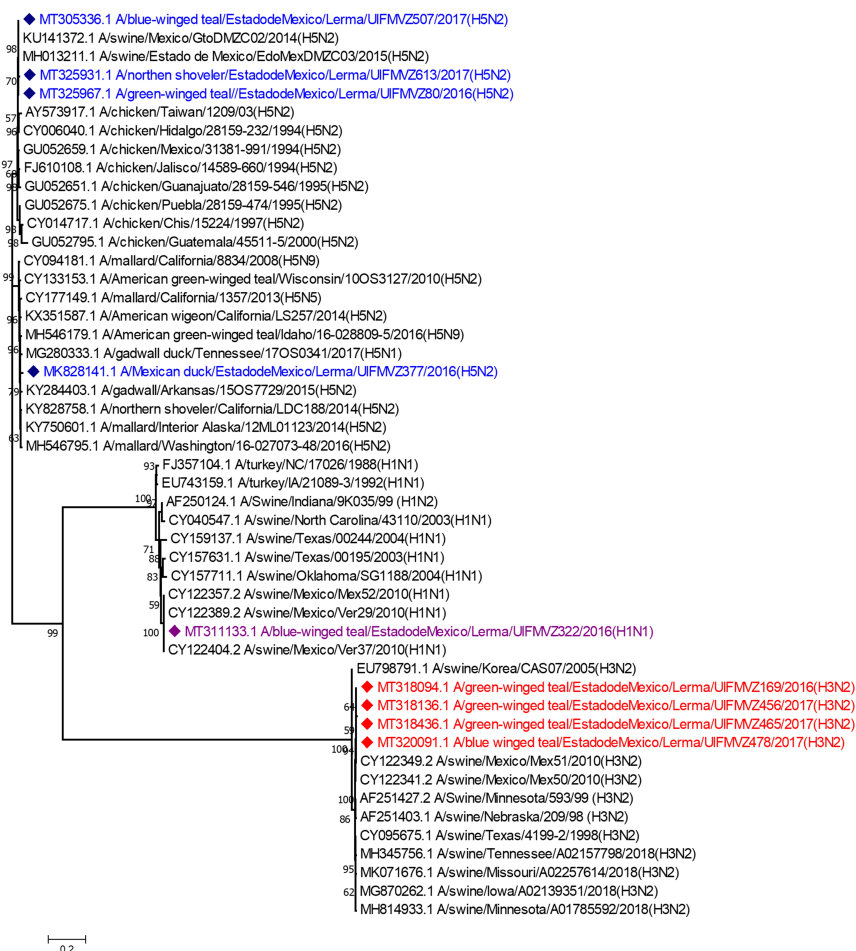 MT305336.1 A/blue-winged teal/EstadodeMexico/Lerma/UIFMVZ507/2017(H5N2)
KU141372.1 A/swine/Mexico/GtoDMZC02/2014(H5N2)
MH013211.1 A/swine/Estado de Mexico/EdoMexDMZC03/2015(H5N2)
98
MT325931.1 A/northen shoveler/EstadodeMexico/Lerma/UIFMVZ613/2017(H5N2)
70
MT325967.1 A/green-winged teal//EstadodeMexico/Lerma/UIFMVZ80/2016(H5N2)
AY573917.1 A/chicken/Taiwan/1209/03(H5N2)
57
CY006040.1 A/chicken/Hidalgo/28159-232/1994(H5N2)
96
GU052659.1 A/chicken/Mexico/31381-991/1994(H5N2)
97
FJ610108.1 A/chicken/Jalisco/14589-660/1994(H5N2)
GU052651.1 A/chicken/Guanajuato/28159-546/1995(H5N2)
GU052675.1 A/chicken/Puebla/28159-474/1995(H5N2)
CY014717.1 A/chicken/Chis/15224/1997(H5N2)
98
GU052795.1 A/chicken/Guatemala/45511-5/2000(H5N2)
98
CY094181.1 A/mallard/California/8834/2008(H5N9)
99
CY133153.1 A/American green-winged teal/Wisconsin/10OS3127/2010(H5N2)
CY177149.1 A/mallard/California/1357/2013(H5N5)
KX351587.1 A/American wigeon/California/LS257/2014(H5N2)
96
MH546179.1 A/American green-winged teal/Idaho/16-028809-5/2016(H5N9)
MG280333.1 A/gadwall duck/Tennessee/17OS0341/2017(H5N1)
96
MK828141.1 A/Mexican duck/EstadodeMexico/Lerma/UIFMVZ377/2016(H5N2)
KY284403.1 A/gadwall/Arkansas/15OS7729/2015(H5N2)
79
KY828758.1 A/northern shoveler/California/LDC188/2014(H5N2)
KY750601.1 A/mallard/Interior Alaska/12ML01123/2014(H5N2)
63
MH546795.1 A/mallard/Washington/16-027073-48/2016(H5N2)
93
FJ357104.1 A/turkey/NC/17026/1988(H1N1)
EU743159.1 A/turkey/IA/21089-3/1992(H1N1)
100
AF250124.1 A/Swine/Indiana/9K035/99 (H1N2)
CY040547.1 A/swine/North Carolina/43110/2003(H1N1)
CY159137.1 A/swine/Texas/00244/2004(H1N1)
71
CY157631.1 A/swine/Texas/00195/2003(H1N1)
88
CY157711.1 A/swine/Oklahoma/SG1188/2004(H1N1)
83
CY122357.2 A/swine/Mexico/Mex52/2010(H1N1)
59
CY122389.2 A/swine/Mexico/Ver29/2010(H1N1)
MT311133.1 A/blue-winged teal/EstadodeMexico/Lerma/UIFMVZ322/2016(H1N1)
99
100
CY122404.2 A/swine/Mexico/Ver37/2010(H1N1)
EU798791.1 A/swine/Korea/CAS07/2005(H3N2)
MT318094.1 A/green-winged teal/EstadodeMexico/Lerma/UIFMVZ169/2016(H3N2)
64
MT318136.1 A/green-winged teal/EstadodeMexico/Lerma/UIFMVZ456/2017(H3N2)
MT318436.1 A/green-winged teal/EstadodeMexico/Lerma/UIFMVZ465/2017(H3N2)
59
MT320091.1 A/blue winged teal/EstadodeMexico/Lerma/UIFMVZ478/2017(H3N2)
100
94
CY122349.2 A/swine/Mexico/Mex51/2010(H3N2)
CY122341.2 A/swine/Mexico/Mex50/2010(H3N2)
AF251427.2 A/Swine/Minnesota/593/99 (H3N2)
100
AF251403.1 A/swine/Nebraska/209/98 (H3N2)
86
CY095675.1 A/swine/Texas/4199-2/1998(H3N2)
MH345756.1 A/swine/Tennessee/A02157798/2018(H3N2)
95
MK071676.1 A/swine/Missouri/A02257614/2018(H3N2)
MG870262.1 A/swine/Iowa/A02139351/2018(H3N2)
62
MH814933.1 A/swine/Minnesota/A01785592/2018(H3N2)
0.2